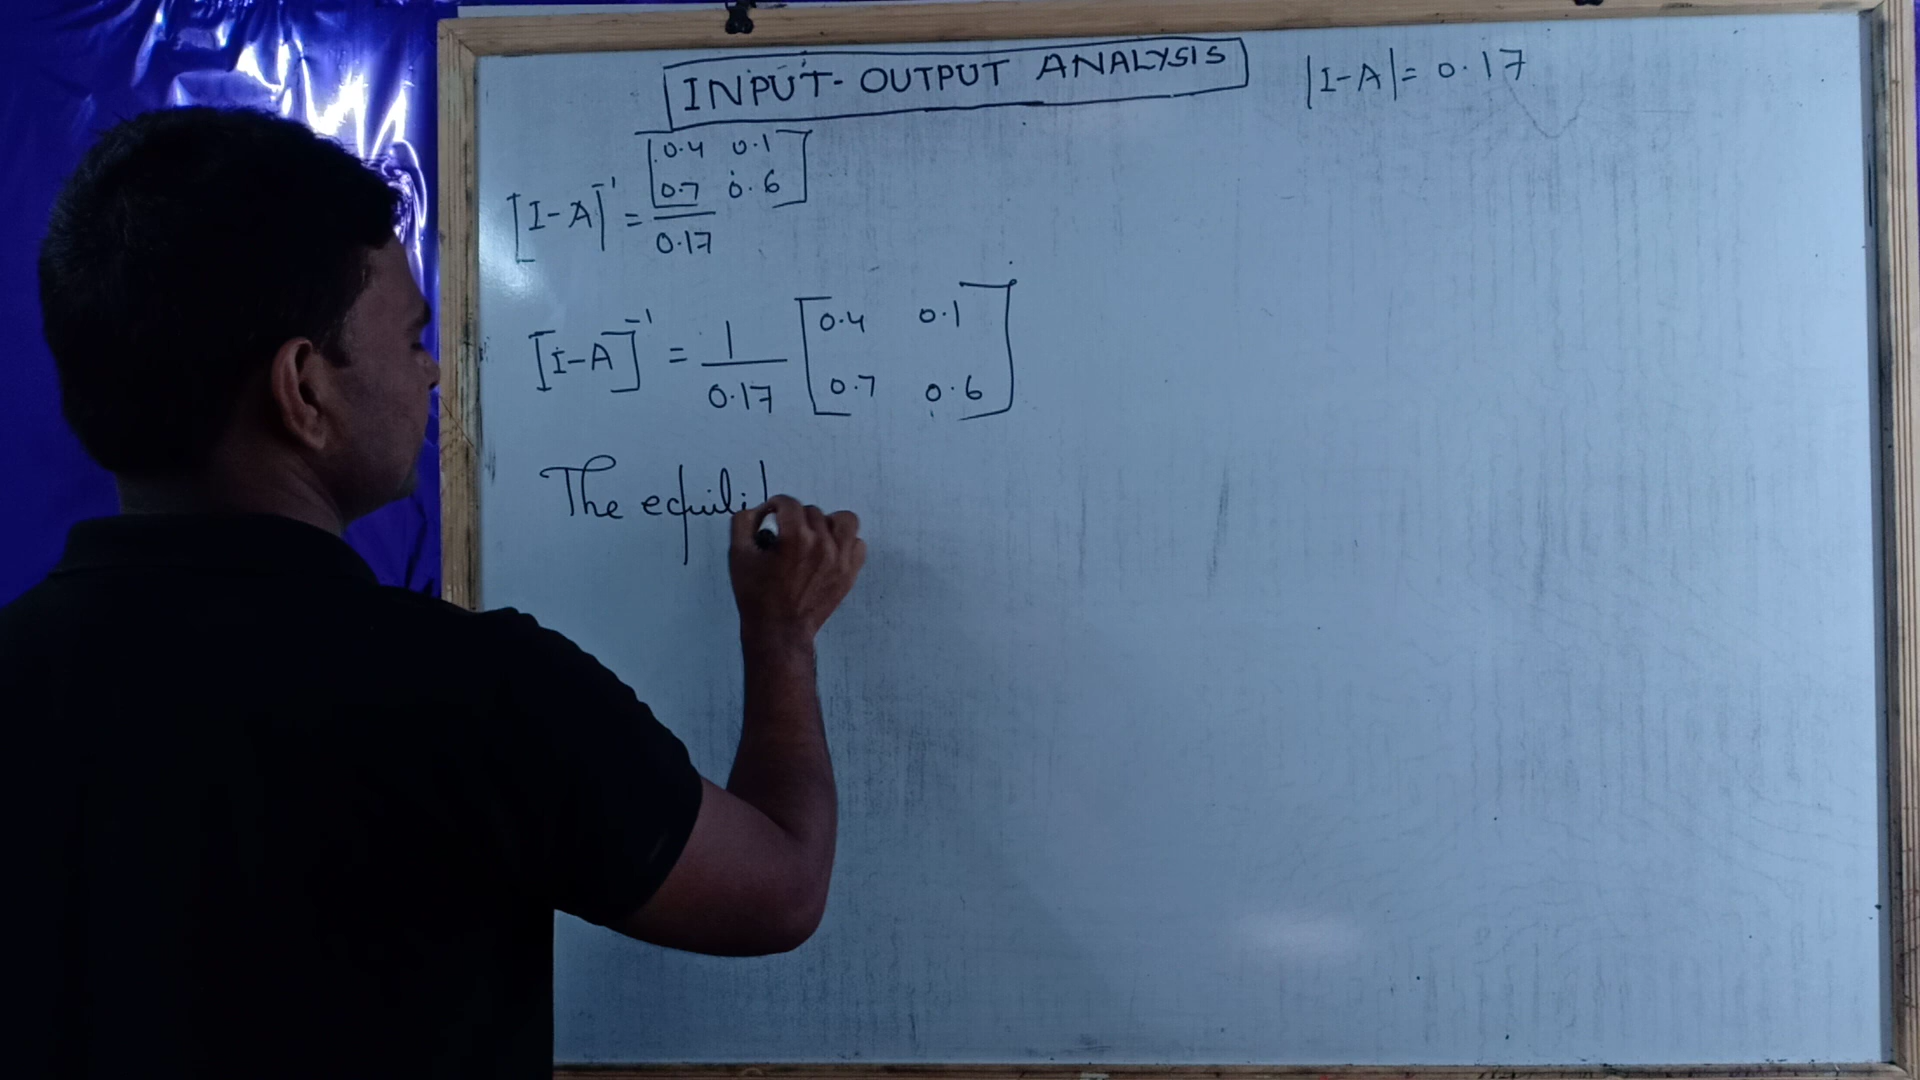 INPUT-OUTPUT ANALYSIS
|I-A| = 0.17
[0.4 0.1
0.7 0.6]
[I-A]⁻¹ =
0.17
[I-A]⁻¹ = 1/0.17 [0.4 0.1
0.7 0.6]
The equilib